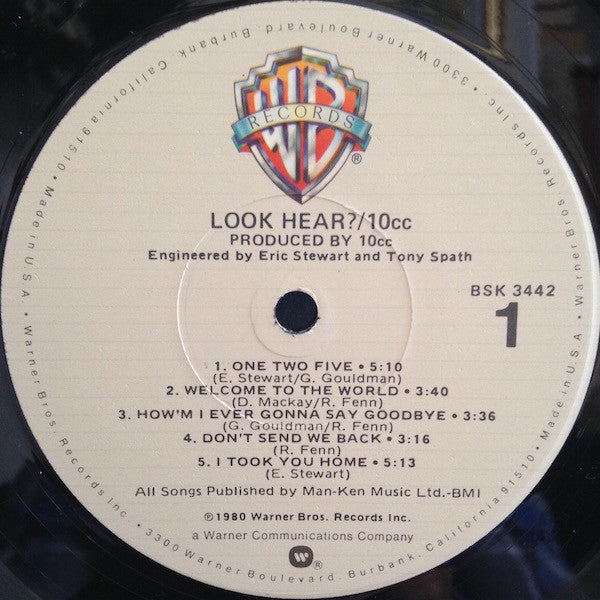 3300 Warner Boulevard, Burbank, California 91510 • Made in U.S.A. • Warner Bros. Records Inc. • 3300 Warner Boulevard, Burbank, California 91510 • Made in U.S.A. • Warner Bros. Records Inc. •
WB
RECORDS
®
LOOK HEAR?/10cc
PRODUCED BY 10cc
Engineered by Eric Stewart and Tony Spath
BSK 3442
1
1. ONE TWO FIVE • 5:10
(E. Stewart/G. Gouldman)
2. WELCOME TO THE WORLD • 3:40
(D. Mackay/R. Fenn)
3. HOW'M I EVER GONNA SAY GOODBYE • 3:36
(G. Gouldman/R. Fenn)
4. DON'T SEND WE BACK • 3:16
(R. Fenn)
5. I TOOK YOU HOME • 5:13
(E. Stewart)
All Songs Published by Man-Ken Music Ltd.-BMI
℗1980 Warner Bros. Records Inc.
a Warner Communications Company
W®